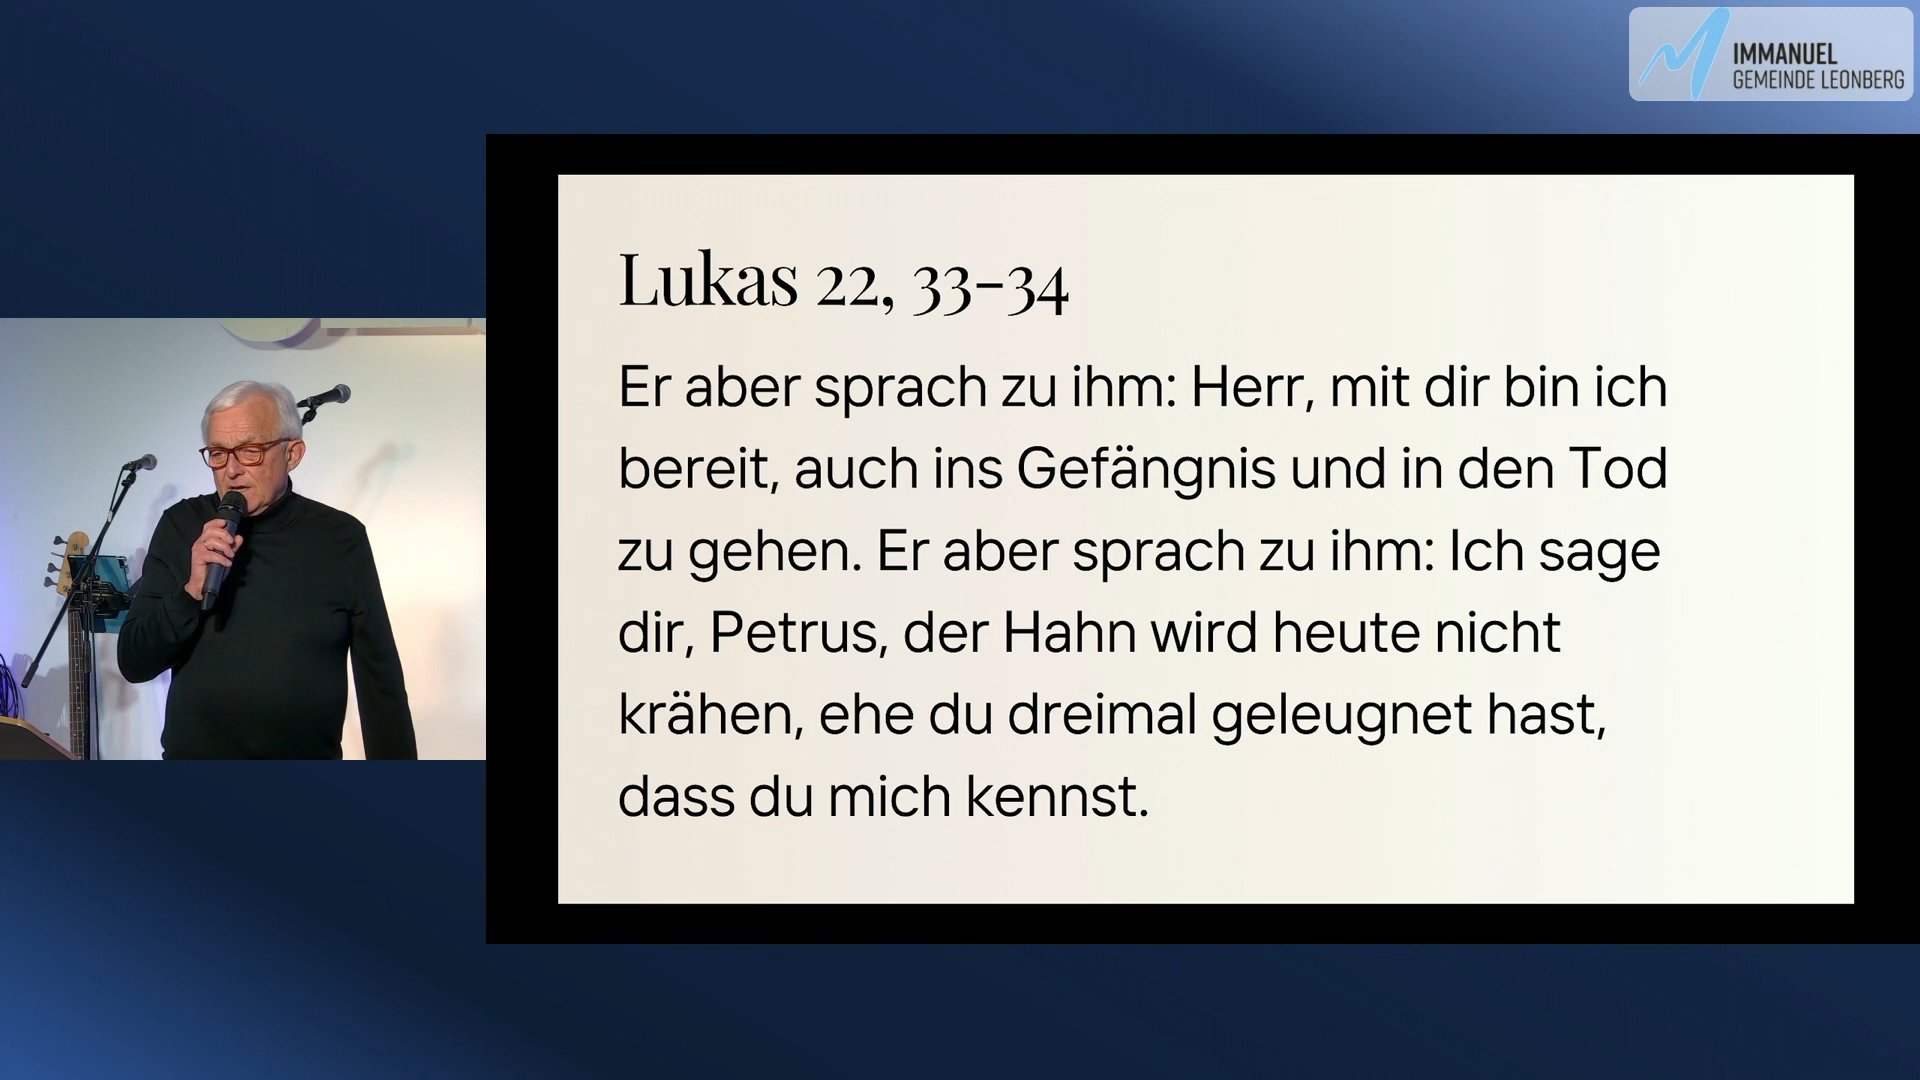 IMMANUEL
GEMEINDE LEONBERG
Lukas 22, 33-34
Er aber sprach zu ihm: Herr, mit dir bin ich
bereit, auch ins Gefängnis und in den Tod
zu gehen. Er aber sprach zu ihm: Ich sage
dir, Petrus, der Hahn wird heute nicht
krähen, ehe du dreimal geleugnet hast,
dass du mich kennst.